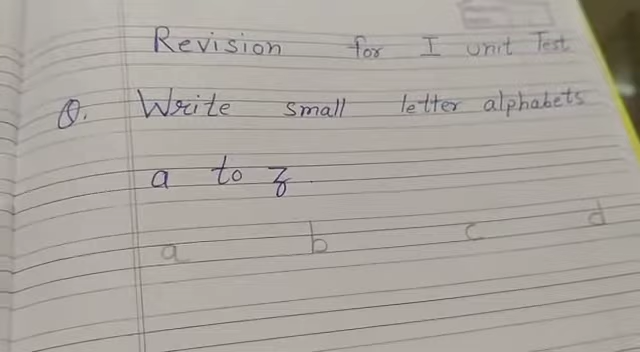 Revision for I unit Test
Q. Write small letter alphabets
a to z.
a b c d